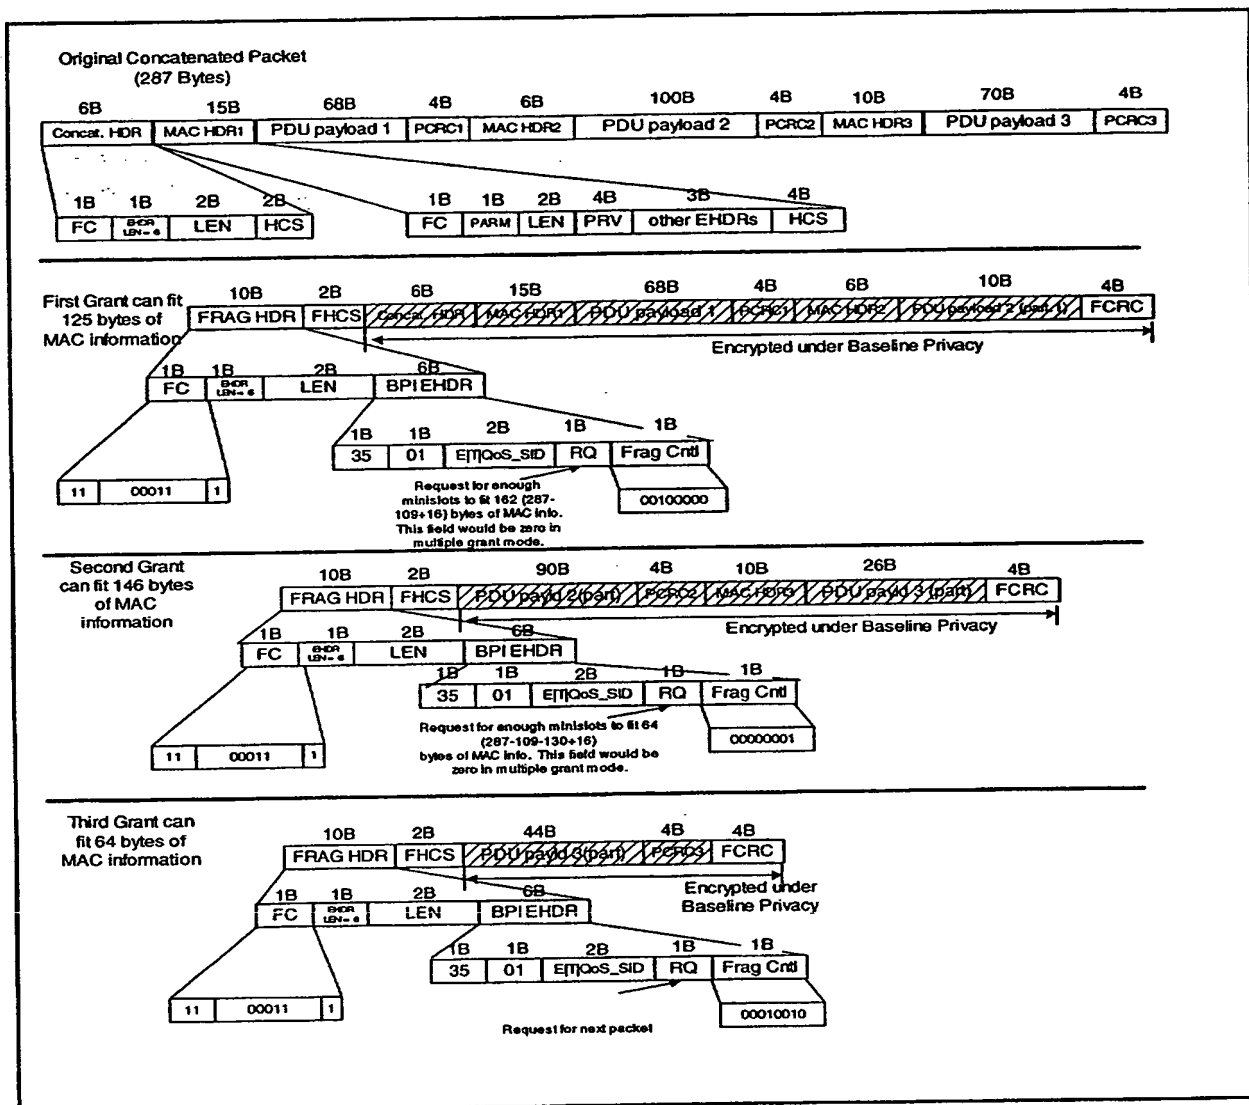 Original Concatenated Packet
(287 Bytes)
6B 15B 68B 4B 6B 100B 4B 10B 70B 4B
Concat. HDR MAC HDR1 PDU payload 1 PCRC1 MAC HDR2 PDU payload 2 PCRC2 MAC HDR3 PDU payload 3 PCRC3
1B 1B 2B 2B 1B 1B 2B 4B 3B 4B
FC EHDR LEN = 6 LEN HCS FC PARM LEN PRV other EHDRs HCS
First Grant can fit
125 bytes of
MAC information
10B 2B 6B 15B 68B 4B 6B 10B 4B
FRAG HDR FHCS Concat. HDR MAC HDR1 PDU payload 1 PCRC1 MAC HDR2 PDU payload 2 (part. 1) FCRC
Encrypted under Baseline Privacy
1B 1B 2B 6B
FC EHDR LEN = 6 LEN BPI EHDR
1B 1B 2B 1B 1B
35 01 E[T]QoS_SID RQ Frag Cntl
11 00011 1
00100000
Request for enough
minislots to fit 162 (287-
109+16) bytes of MAC info.
This field would be zero in
multiple grant mode.
Second Grant
can fit 146 bytes
of MAC
information
10B 2B 90B 4B 10B 26B 4B
FRAG HDR FHCS PDU payld 2(part) PCRC2 MAC HDR3 PDU payld 3 (part) FCRC
Encrypted under Baseline Privacy
1B 1B 2B 6B
FC EHDR LEN = 6 LEN BPI EHDR
1B 1B 2B 1B 1B
35 01 E[T]QoS_SID RQ Frag Cntl
11 00011 1
00000001
Request for enough minislots to fit 64
(287-109-130+16)
bytes of MAC info. This field would be
zero in multiple grant mode.
Third Grant can
fit 64 bytes of
MAC information
10B 2B 44B 4B 4B
FRAG HDR FHCS PDU payld 3(part) PCRC3 FCRC
Encrypted under
Baseline Privacy
1B 1B 2B 6B
FC EHDR LEN = 6 LEN BPI EHDR
1B 1B 2B 1B 1B
35 01 E[T]QoS_SID RQ Frag Cntl
11 00011 1
00010010
Request for next packet